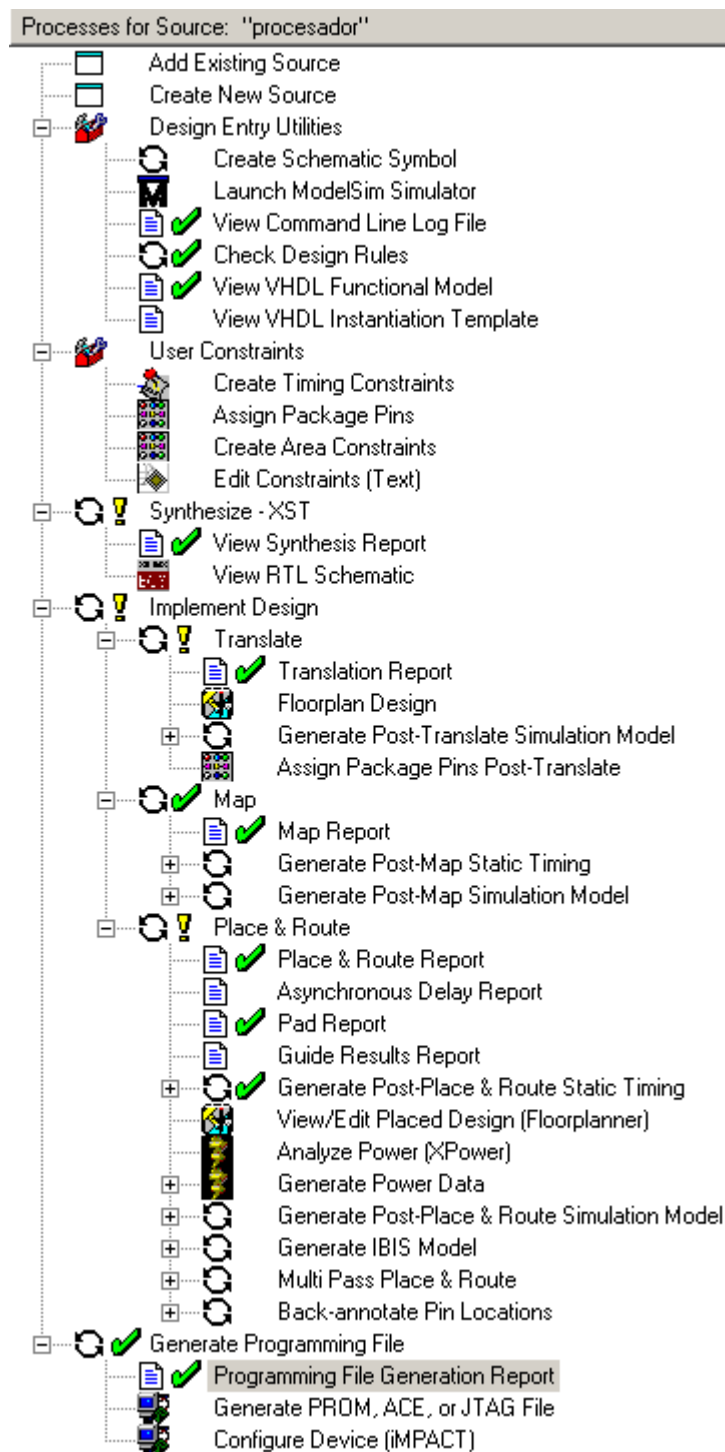 Processes for Source: "procesador"
Add Existing Source
Create New Source
Design Entry Utilities
Create Schematic Symbol
Launch ModelSim Simulator
View Command Line Log File
Check Design Rules
View VHDL Functional Model
View VHDL Instantiation Template
User Constraints
Create Timing Constraints
Assign Package Pins
Create Area Constraints
Edit Constraints (Text)
Synthesize - XST
View Synthesis Report
View RTL Schematic
Implement Design
Translate
Translation Report
Floorplan Design
Generate Post-Translate Simulation Model
Assign Package Pins Post-Translate
Map
Map Report
Generate Post-Map Static Timing
Generate Post-Map Simulation Model
Place & Route
Place & Route Report
Asynchronous Delay Report
Pad Report
Guide Results Report
Generate Post-Place & Route Static Timing
View/Edit Placed Design (Floorplanner)
Analyze Power (XPower)
Generate Power Data
Generate Post-Place & Route Simulation Model
Generate IBIS Model
Multi Pass Place & Route
Back-annotate Pin Locations
Generate Programming File
Programming File Generation Report
Generate PROM, ACE, or JTAG File
Configure Device (iMPACT)